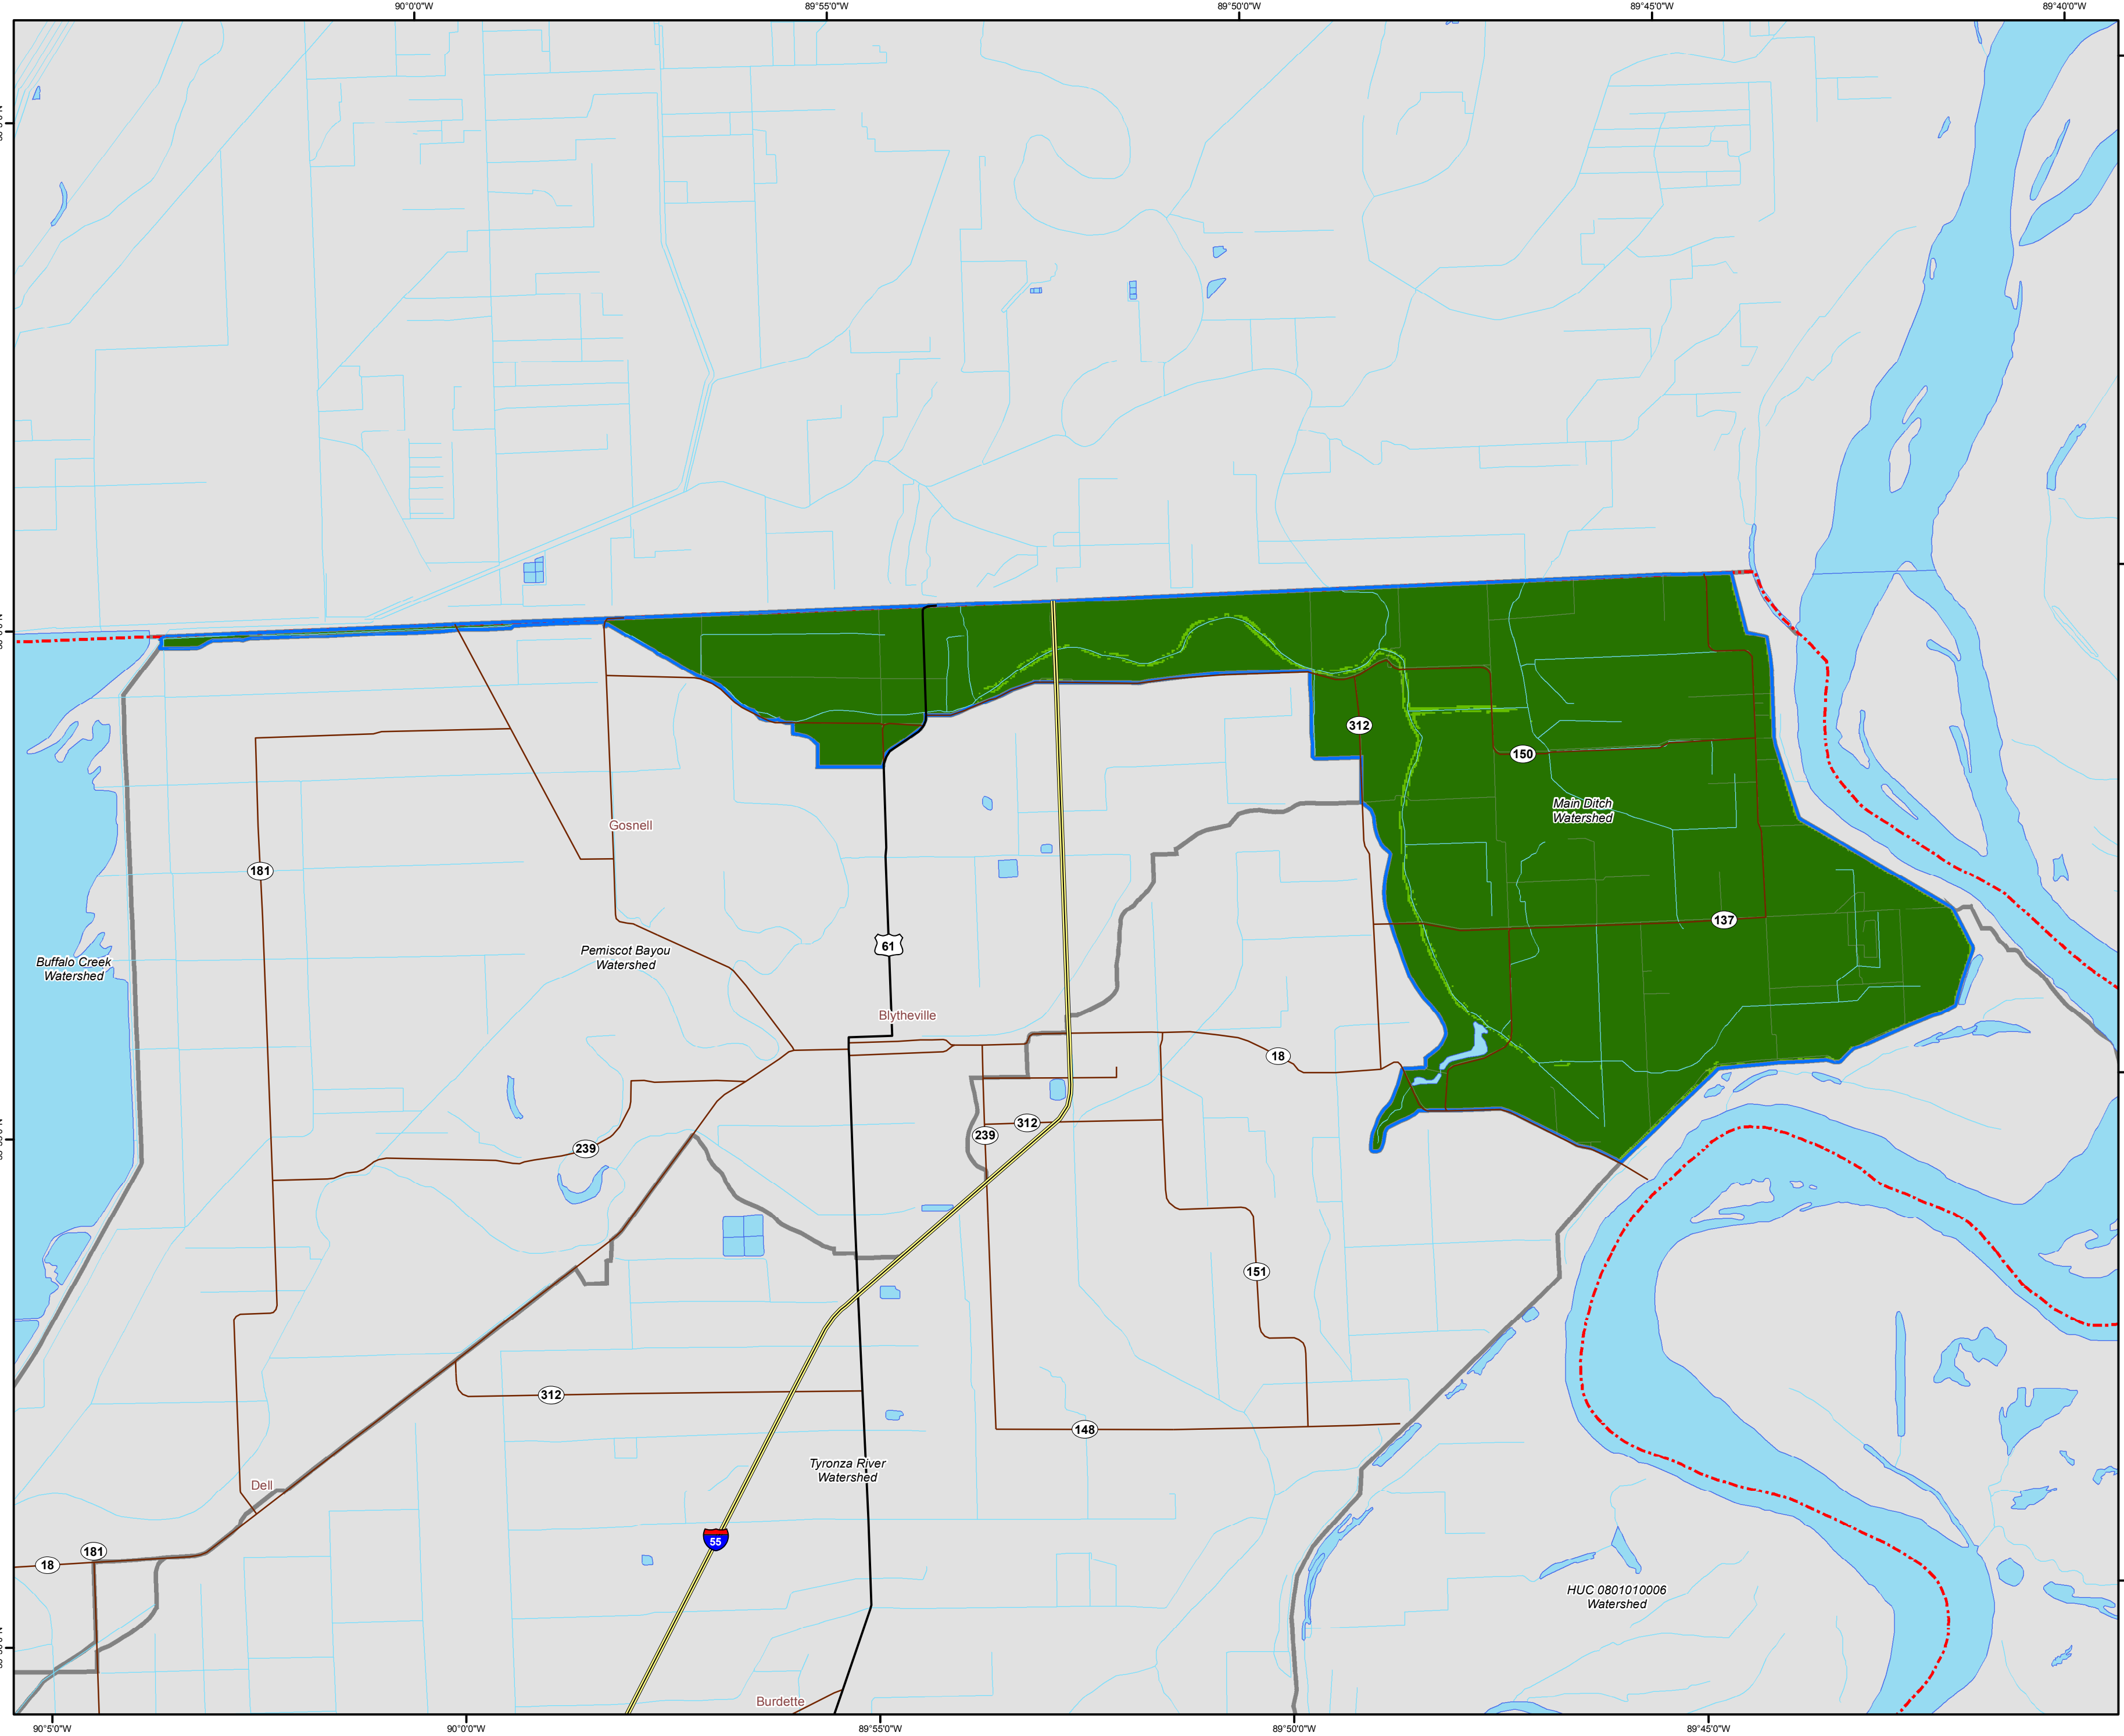 90°0'0"W
89°55'0"W
89°50'0"W
89°45'0"W
89°40'0"W
312
150
Main Ditch
Watershed
Gosnell
181
137
61
Pemiscot Bayou
Watershed
Buffalo Creek
Watershed
Blytheville
18
312
239
239
151
312
148
Tyronza River
Watershed
Dell
55
181
18
HUC 0801010006
Watershed
Burdette
90°5'0"W
90°0'0"W
89°55'0"W
89°50'0"W
89°45'0"W